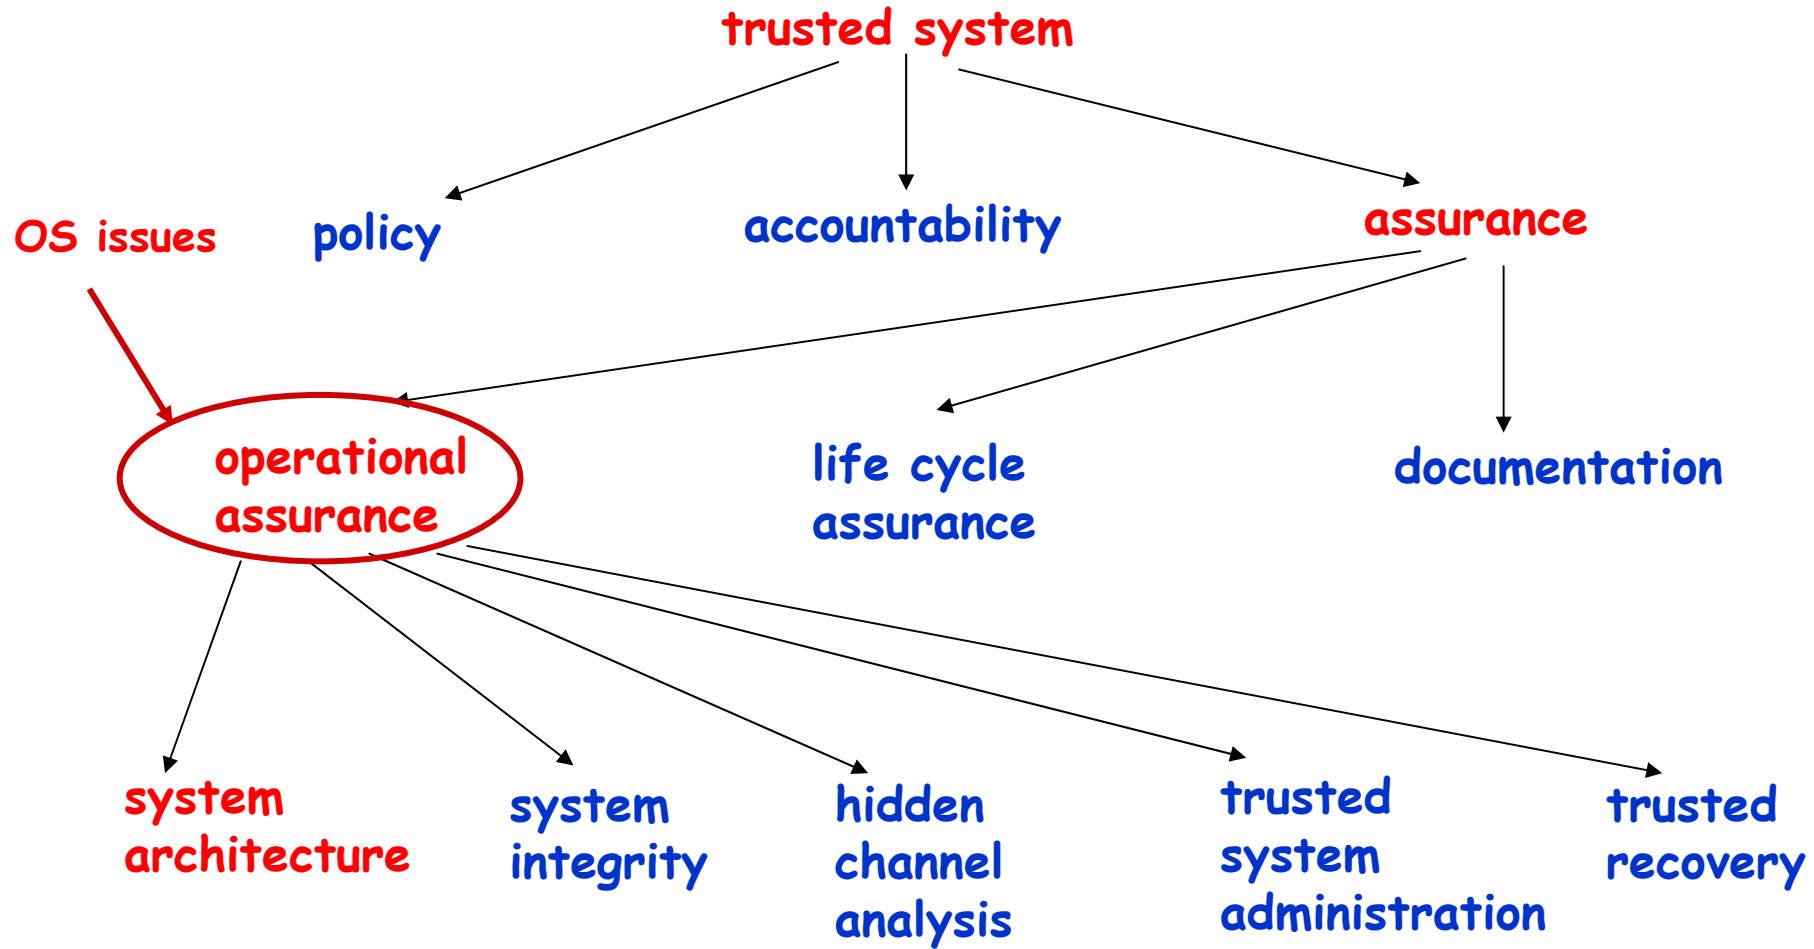 trusted system
OS issues
policy
accountability
assurance
operational
assurance
life cycle
assurance
documentation
system
architecture
system
integrity
hidden
channel
analysis
trusted
system
administration
trusted
recovery